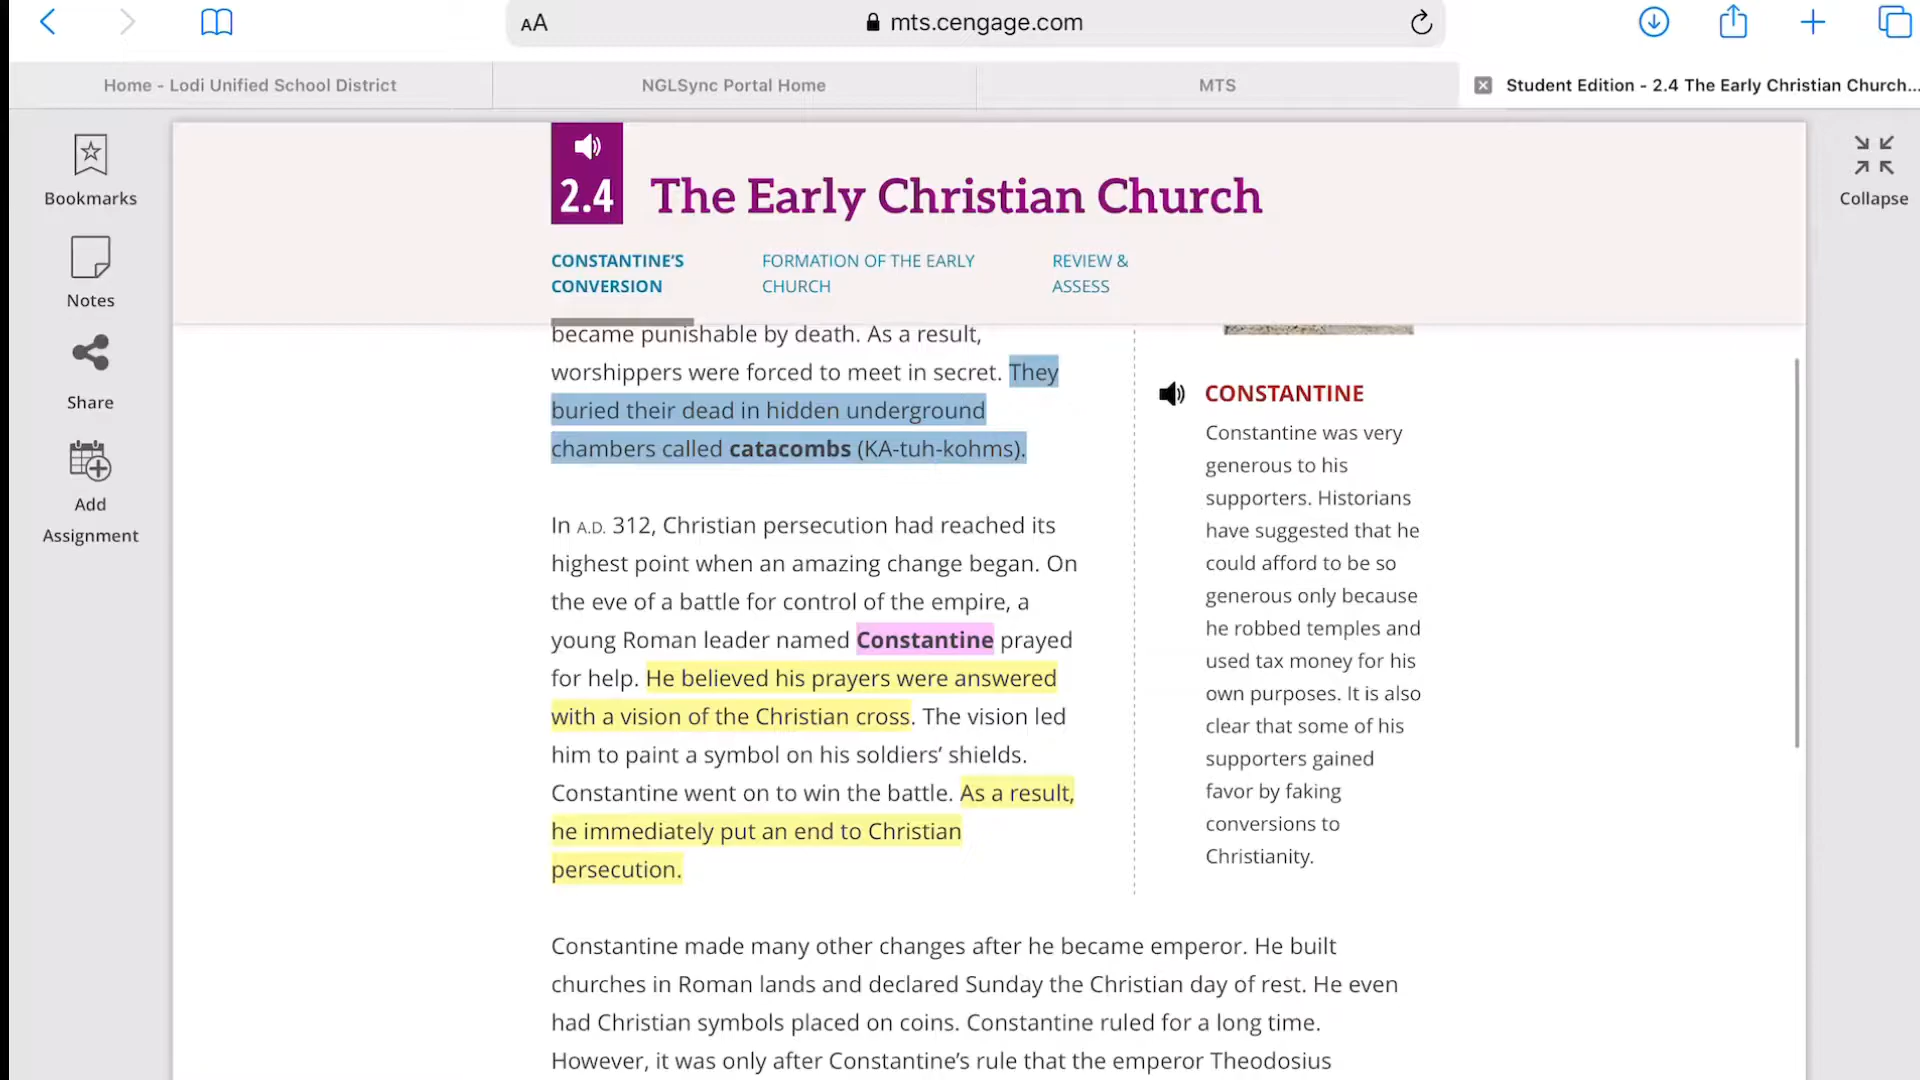 AA
mts.cengage.com
Home - Lodi Unified School District
NGLSync Portal Home
MTS
Student Edition - 2.4 The Early Christian Church...
Bookmarks
Notes
Share
Add
Assignment
Collapse
2.4
The Early Christian Church
CONSTANTINE'S
CONVERSION
FORMATION OF THE EARLY
CHURCH
REVIEW &
ASSESS
became punishable by death. As a result,
worshippers were forced to meet in secret. They
buried their dead in hidden underground
chambers called catacombs (KA-tuh-kohms).
In A.D. 312, Christian persecution had reached its
highest point when an amazing change began. On
the eve of a battle for control of the empire, a
young Roman leader named Constantine prayed
for help. He believed his prayers were answered
with a vision of the Christian cross. The vision led
him to paint a symbol on his soldiers' shields.
Constantine went on to win the battle. As a result,
he immediately put an end to Christian
persecution.
CONSTANTINE
Constantine was very
generous to his
supporters. Historians
have suggested that he
could afford to be so
generous only because
he robbed temples and
used tax money for his
own purposes. It is also
clear that some of his
supporters gained
favor by faking
conversions to
Christianity.
Constantine made many other changes after he became emperor. He built
churches in Roman lands and declared Sunday the Christian day of rest. He even
had Christian symbols placed on coins. Constantine ruled for a long time.
However, it was only after Constantine's rule that the emperor Theodosius